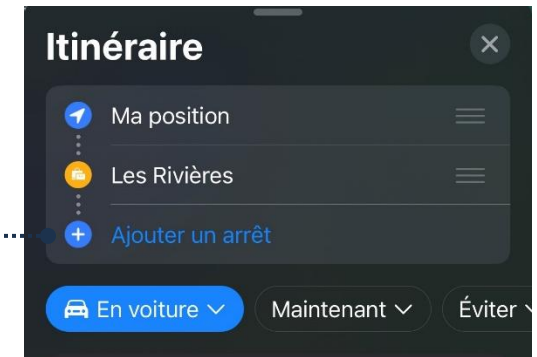 Itinéraire
Ma position
Les Rivières
Ajouter un arrêt
En voiture Maintenant Éviter